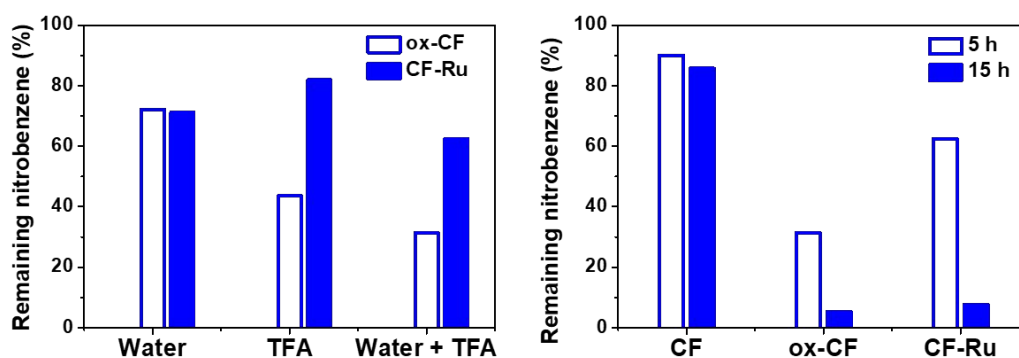 Remaining nitrobenzene (%)
100
80
60
40
20
0
ox-CF
CF-Ru
Water
TFA
Water + TFA
Remaining nitrobenzene (%)
100
80
60
40
20
0
5 h
15 h
CF
ox-CF
CF-Ru